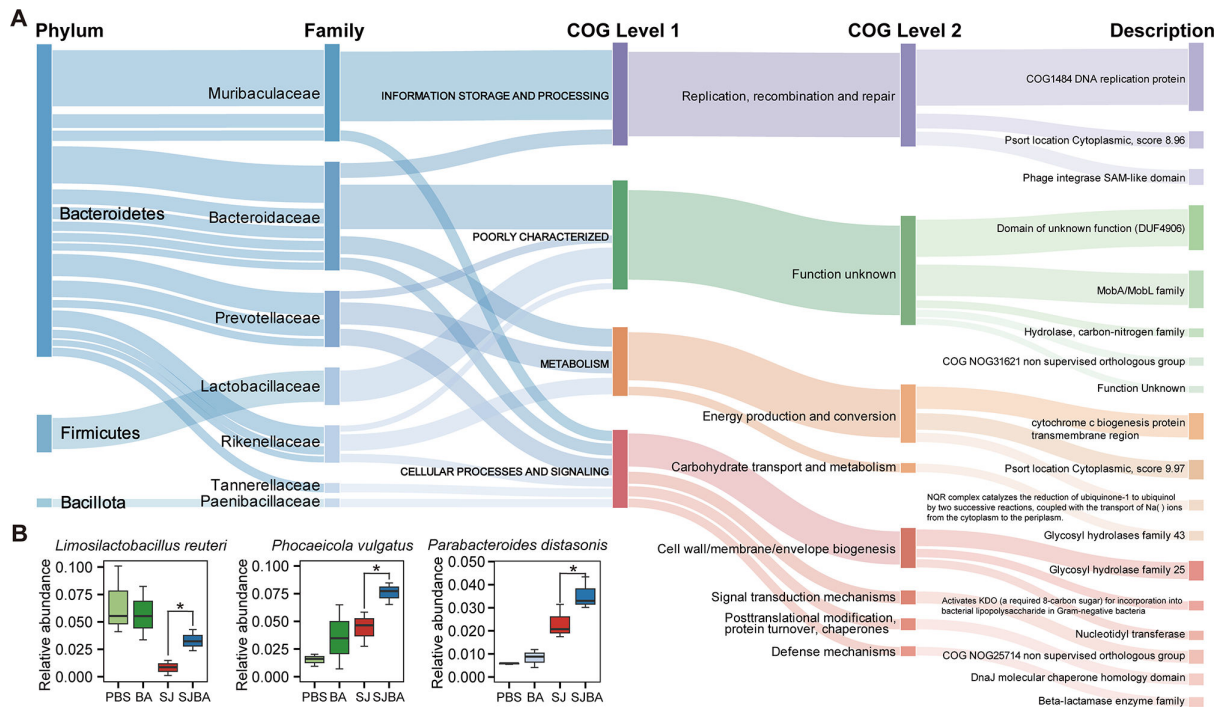 A
Phylum
Family
COG Level 1
COG Level 2
Description
Bacteroidetes
Firmicutes
Bacillota
Muribaculaceae
Bacteroidaceae
Prevotellaceae
Lactobacillaceae
Rikenellaceae
Tannerellaceae
Paenibacillaceae
INFORMATION STORAGE AND PROCESSING
POORLY CHARACTERIZED
METABOLISM
CELLULAR PROCESSES AND SIGNALING
Replication, recombination and repair
Function unknown
Energy production and conversion
Carbohydrate transport and metabolism
Cell wall/membrane/envelope biogenesis
Signal transduction mechanisms
Posttranslational modification,
protein turnover, chaperones
Defense mechanisms
COG1484 DNA replication protein
Psort location Cytoplasmic, score 8.96
Phage integrase SAM-like domain
Domain of unknown function (DUF4906)
MobA/MobL family
Hydrolase, carbon-nitrogen family
COG NOG31621 non supervised orthologous group
Function Unknown
cytochrome c biogenesis protein
transmembrane region
Psort location Cytoplasmic, score 9.97
NQR complex catalyzes the reduction of ubiquinone-1 to ubiquinol
by two successive reactions, coupled with the transport of Na( ) ions
from the cytoplasm to the periplasm.
Glycosyl hydrolases family 43
Glycosyl hydrolase family 25
Activates KDO (a required 8-carbon sugar) for incorporation into
bacterial lipopolysaccharide in Gram-negative bacteria
Nucleotidyl transferase
COG NOG25714 non supervised orthologous group
DnaJ molecular chaperone homology domain
Beta-lactamase enzyme family
B
Limosilactobacillus reuteri
Relative abundance
0.100
0.075
0.050
0.025
0.000
*
PBS BA SJ SJBA
Phocaeicola vulgatus
Relative abundance
0.100
0.075
0.050
0.025
0.000
*
PBS BA SJ SJBA
Parabacteroides distasonis
Relative abundance
0.050
0.040
0.030
0.020
0.010
0.000
*
PBS BA SJ SJBA